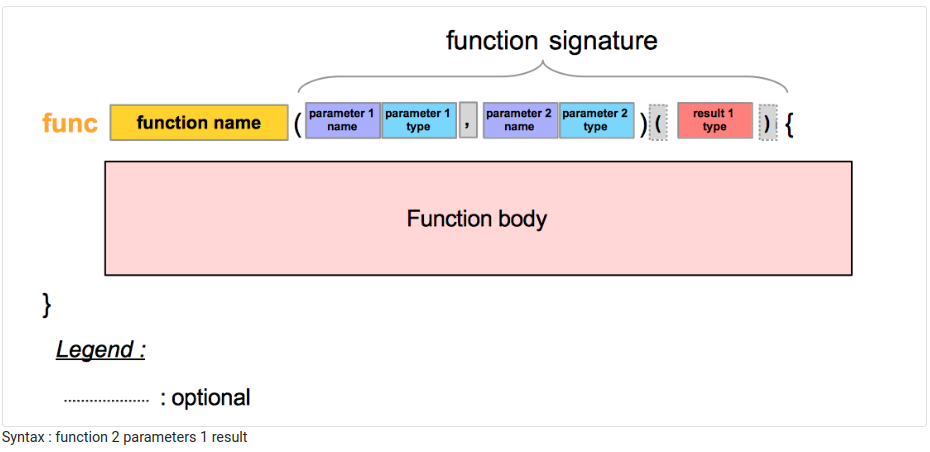 function signature
func function name ( parameter 1 name parameter 1 type , parameter 2 name parameter 2 type ) ( result 1 type ) {
Function body
}
Legend :
.................... : optional
Syntax : function 2 parameters 1 result